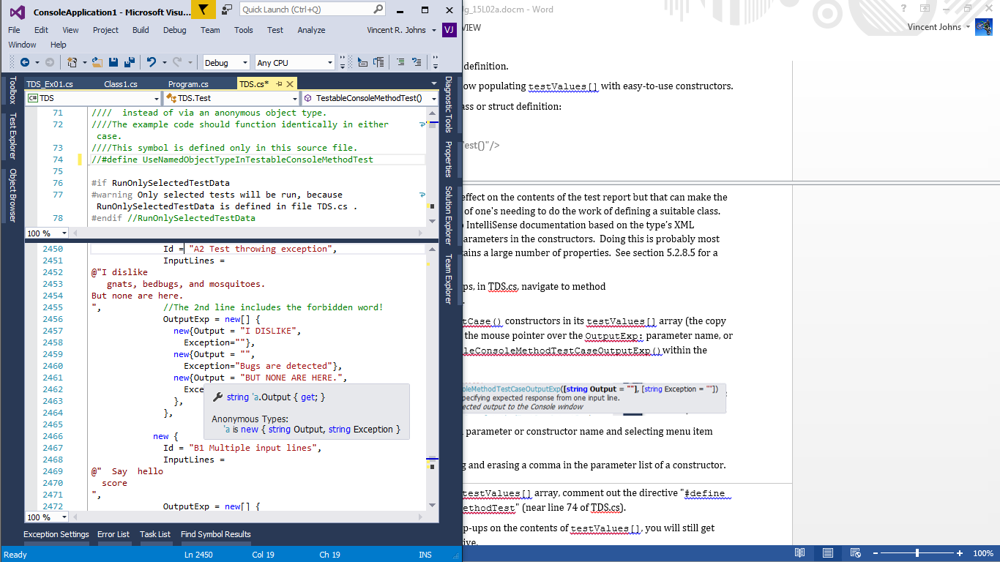 ConsoleApplication1 - Microsoft Visu...
Quick Launch (Ctrl+Q)
File Edit View Project Build Debug Team Tools Test Analyze
Vincent R. Johns VJ
Window Help
Debug Any CPU
TDS_Ex01.cs Class1.cs Program.cs TDS.cs*
C# TDS TDS.Test TestableConsoleMethodTest()
Toolbox
Test Explorer
Object Browser
71 //// instead of via an anonymous object type.
72 ////The example code should function identically in either
case.
73 ////This symbol is defined only in this source file.
74 //#define UseNamedObjectTypeInTestableConsoleMethodTest
75
76 #if RunOnlySelectedTestData
77 #warning Only selected tests will be run, because
RunOnlySelectedTestData is defined in file TDS.cs .
78 #endif //RunOnlySelectedTestData
100 %
2450 Id = "A2 Test throwing exception",
2451 InputLines =
2452 @"I dislike
2453 gnats, bedbugs, and mosquitoes.
2454 But none are here.
2455 ", //The 2nd line includes the forbidden word!
2456 OutputExp = new[] {
2457 new{Output = "I DISLIKE",
2458 Exception=""},
2459 new{Output = "",
2460 Exception="Bugs are detected"},
2461 new{Output = "BUT NONE ARE HERE.",
2462 Exce
2463 },
2464 },
2465
2466 new {
2467 Id = "B1 Multiple input lines",
2468 InputLines =
2469 @" Say hello
2470 score
2471 ",
2472 OutputExp = new[] {
string 'a.Output { get; }
Anonymous Types:
'a is new { string Output, string Exception }
100 %
Diagnostic Tools
Properties
Solution Explorer
Team Explorer
Exception Settings Error List Task List Find Symbol Results
Ready Ln 2450 Col 19 Ch 19 INS
g_15L02a.docm - Word
VIEW
Vincent Johns
definition.
ow populating testValues[] with easy-to-use constructors.
ass or struct definition:
Test()"/>
effect on the contents of the test report but that can make the
of one's needing to do the work of defining a suitable class.
IntelliSense documentation based on the type's XML
arameters in the constructors. Doing this is probably most
tains a large number of properties. See section 5.2.8.5 for a
ps, in TDS.cs, navigate to method
tCase() constructors in its testValues[] array (the copy
the mouse pointer over the OutputExp: parameter name, or
leConsoleMethodTestCaseOutputExp()within the
oleMethodTestCaseOutputExp([string Output = ""], [string Exception = ""])
pecifying expected response from one input line.
ected output to the Console window
parameter or constructor name and selecting menu item
g and erasing a comma in the parameter list of a constructor.
testValues[] array, comment out the directive "#define
ethodTest" (near line 74 of TDS.cs).
p-ups on the contents of testValues[], you will still get
ive.
100%